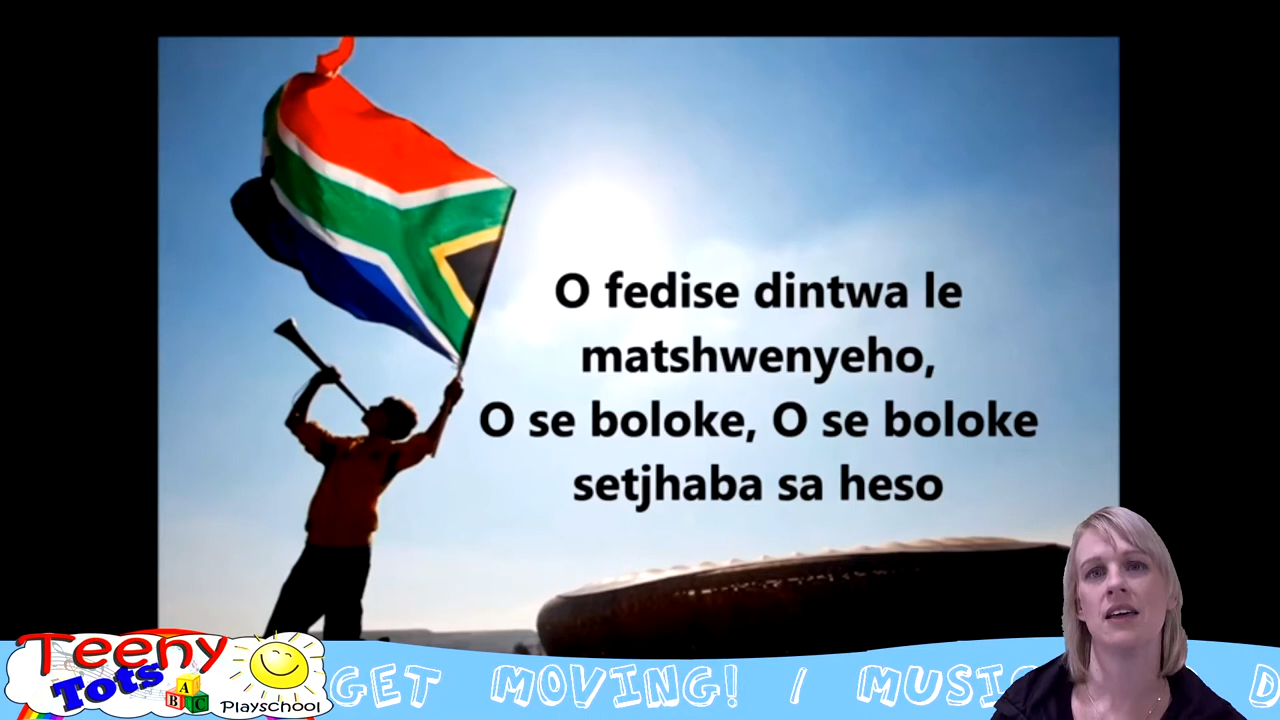 O fedise dintwa le
matshwenyeho,
O se boloke, O se boloke
setjhaba sa heso
Teeny
Tots
A
B C
Playschool
GET MOVING! / MUSIC
D